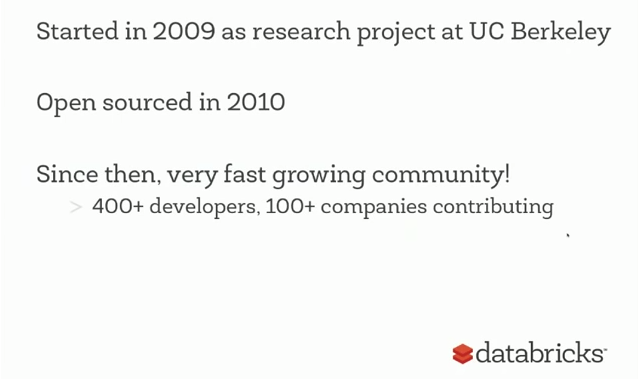 Started in 2009 as research project at UC Berkeley
Open sourced in 2010
Since then, very fast growing community!
> 400+ developers, 100+ companies contributing
databricks™